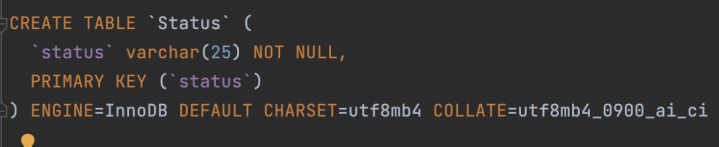 CREATE TABLE `Status` (
  `status` varchar(25) NOT NULL,
  PRIMARY KEY (`status`)
) ENGINE=InnoDB DEFAULT CHARSET=utf8mb4 COLLATE=utf8mb4_0900_ai_ci